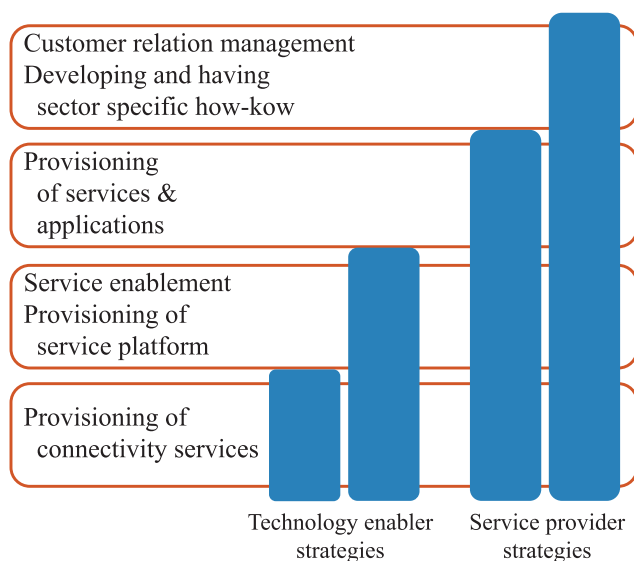 Customer relation management
Developing and having
sector specific how-kow
Provisioning
of services &
applications
Service enablement
Provisioning of
service platform
Provisioning of
connectivity services
Technology enabler
strategies
Service provider
strategies